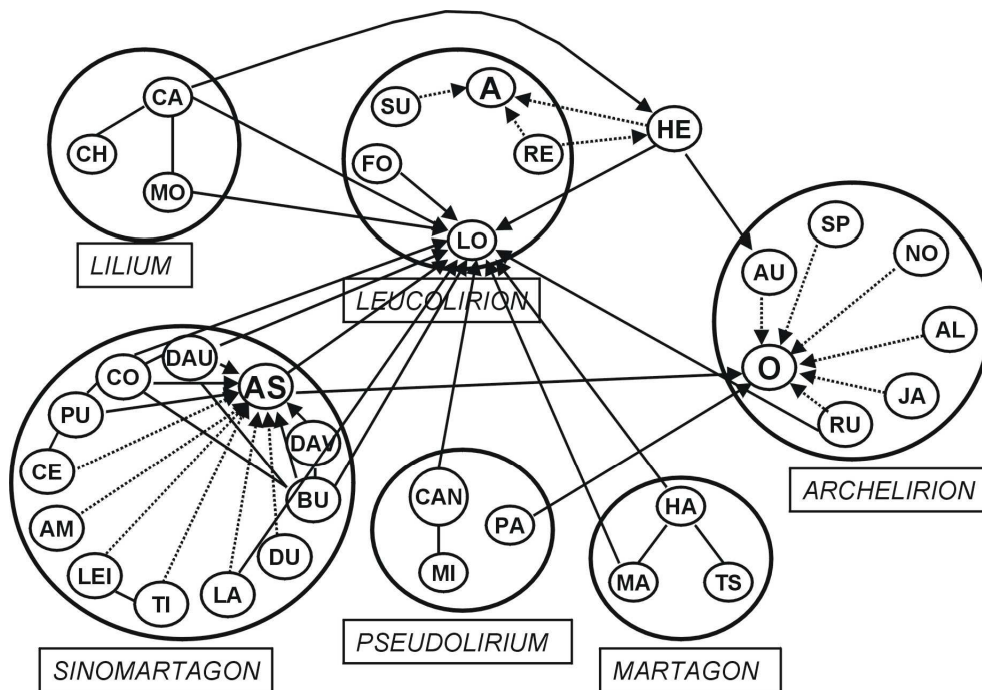 CA
CH
MO
LILIUM
SU
A
RE
FO
LO
LEUCOLIRION
HE
SP
NO
AU
AL
O
JA
RU
ARCHELIRION
DAU
CO
AS
PU
DAV
CE
BU
AM
DU
LEI
LA
TI
SINOMARTAGON
CAN
PA
MI
PSEUDOLIRIUM
HA
MA
TS
MARTAGON